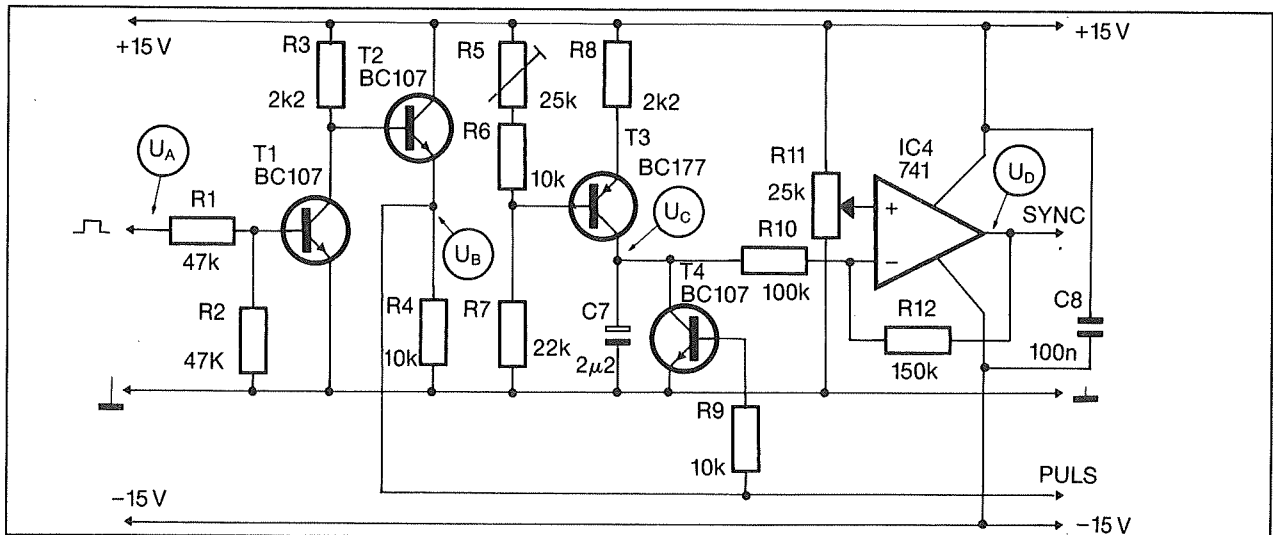 +15 V
R3
2k2
T2
BC107
R5
25k
R8
2k2
+15 V
U_A
T1
BC107
R6
10k
T3
BC177
R11
25k
IC4
741
U_D
SYNC
R1
47k
U_B
U_C
R10
100k
+
−
R2
47K
R4
10k
R7
22k
C7
2µ2
T4
BC107
R12
150k
C8
100n
R9
10k
PULS
−15 V
−15 V